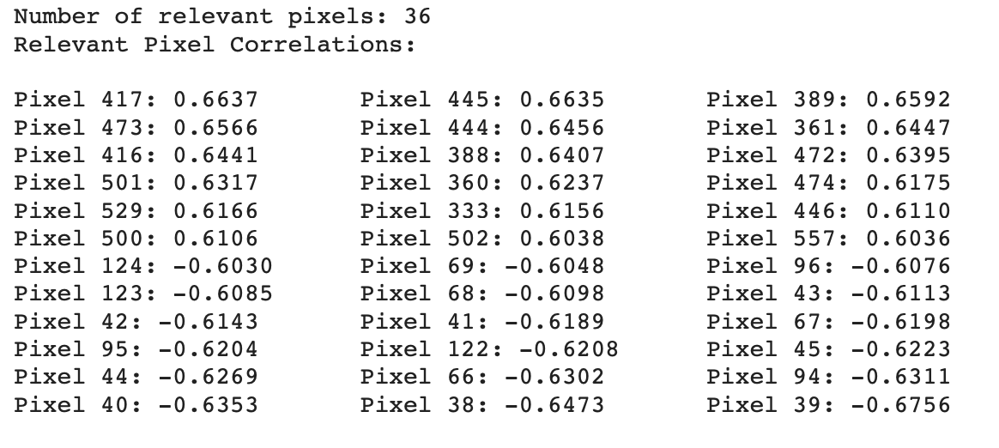 Number of relevant pixels: 36
Relevant Pixel Correlations:
Pixel 417: 0.6637 Pixel 445: 0.6635 Pixel 389: 0.6592
Pixel 473: 0.6566 Pixel 444: 0.6456 Pixel 361: 0.6447
Pixel 416: 0.6441 Pixel 388: 0.6407 Pixel 472: 0.6395
Pixel 501: 0.6317 Pixel 360: 0.6237 Pixel 474: 0.6175
Pixel 529: 0.6166 Pixel 333: 0.6156 Pixel 446: 0.6110
Pixel 500: 0.6106 Pixel 502: 0.6038 Pixel 557: 0.6036
Pixel 124: -0.6030 Pixel 69: -0.6048 Pixel 96: -0.6076
Pixel 123: -0.6085 Pixel 68: -0.6098 Pixel 43: -0.6113
Pixel 42: -0.6143 Pixel 41: -0.6189 Pixel 67: -0.6198
Pixel 95: -0.6204 Pixel 122: -0.6208 Pixel 45: -0.6223
Pixel 44: -0.6269 Pixel 66: -0.6302 Pixel 94: -0.6311
Pixel 40: -0.6353 Pixel 38: -0.6473 Pixel 39: -0.6756